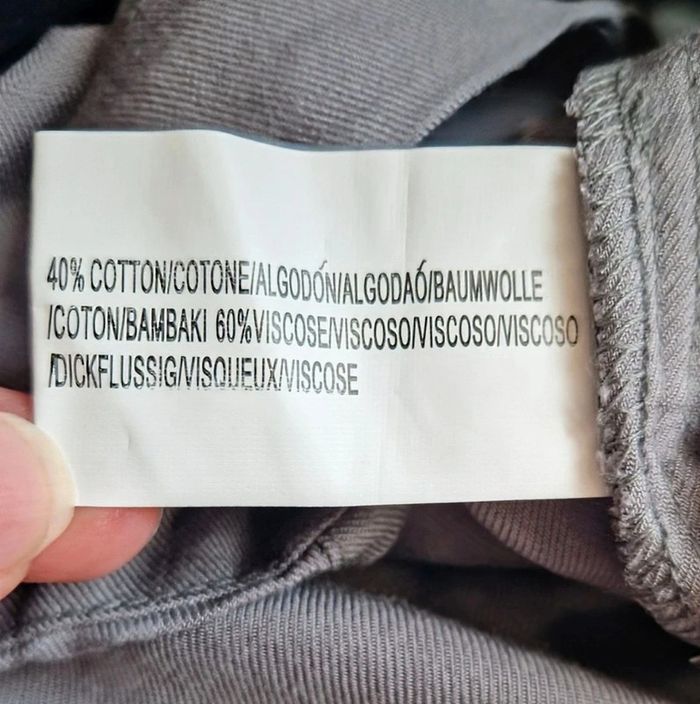 40% COTTON/COTONE/ALGODÓN/ALGODAÓ/BAUMWOLLE
/COTON/BAMBAKI 60%VISCOSE/VISCOSO/VISCOSO/VISCOSO
/DICKFLUSSIG/VISQUEUX/VISCOSE